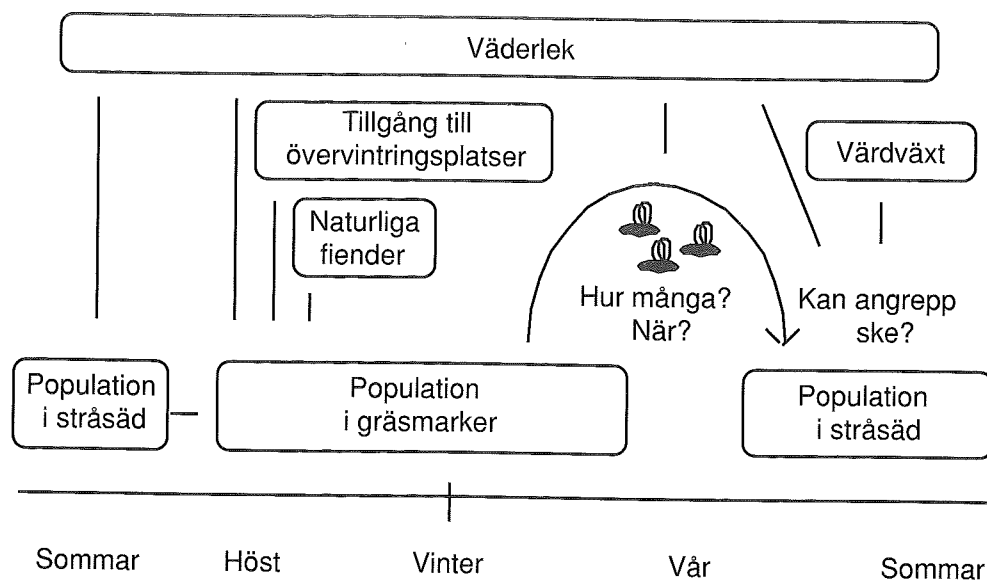 Väderlek
Tillgång till
övervintringsplatser
Värdväxt
Naturliga
fiender
Hur många?
När?
Kan angrepp
ske?
Population
i stråsäd
Population
i gräsmarker
Population
i stråsäd
Sommar
Höst
Vinter
Vår
Sommar